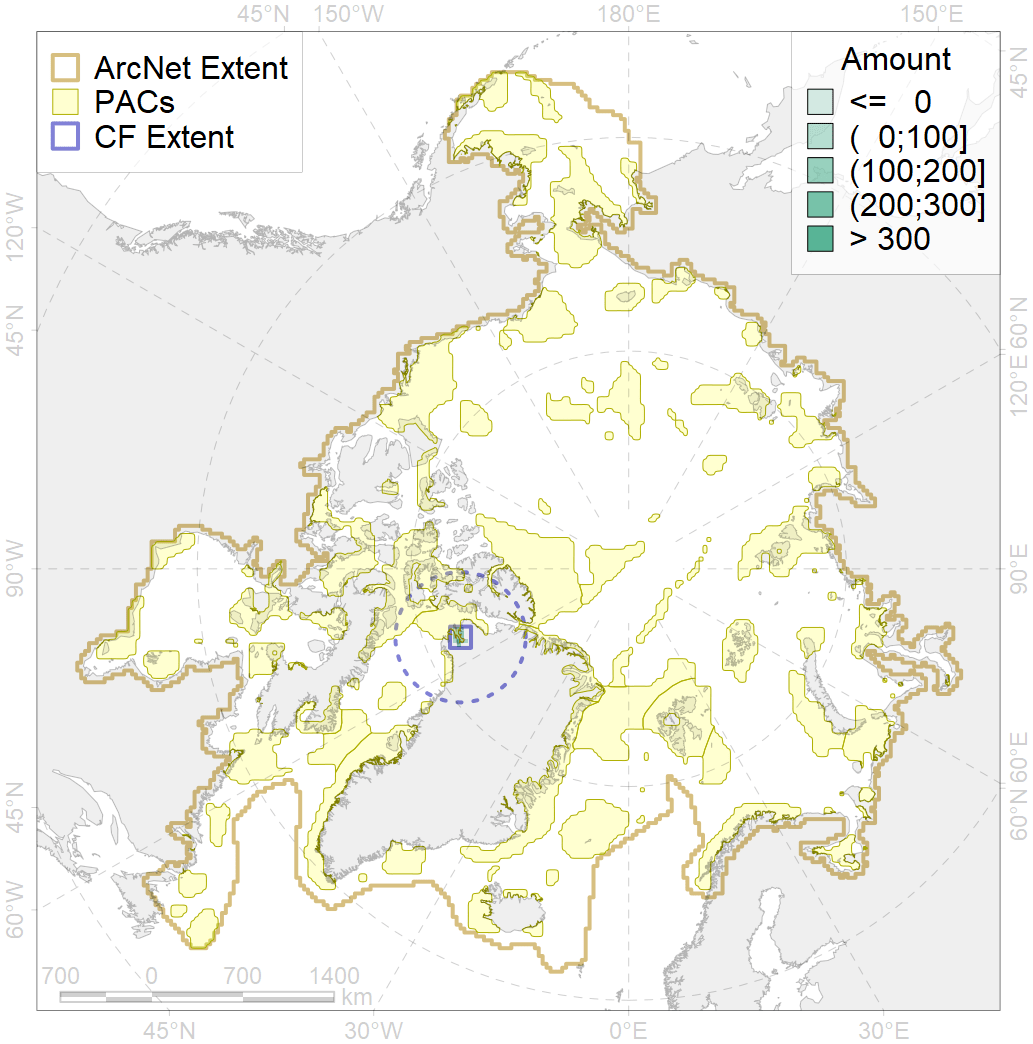 45°N 150°W 180°E 150°E
ArcNet Extent
PACs
CF Extent
Amount
<= 0
( 0;100]
(100;200]
(200;300]
> 300
45°N
120°W
45°N
90°W
45°N
60°W
60°N
120°E
90°E
60°E
60°N
700 0 700 1400
km
45°N 30°W 0°E 30°E